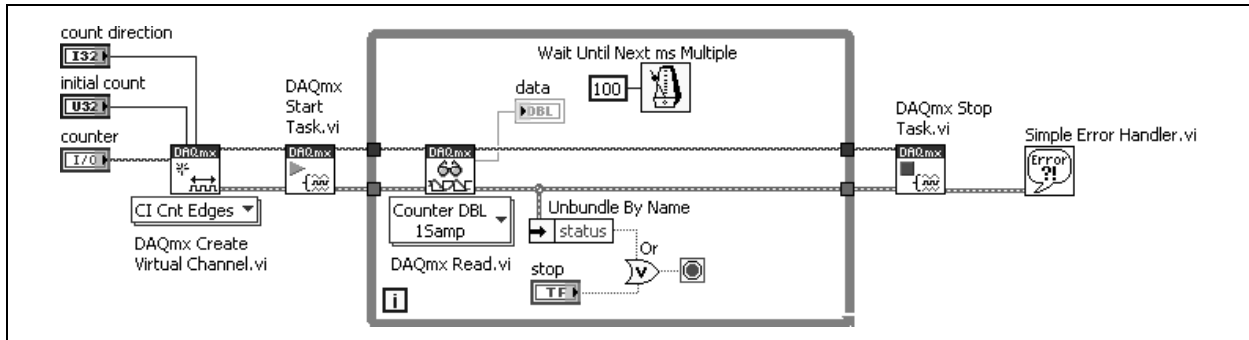 count direction
I32
initial count
U32
counter
I/O
DAQmx
CI Cnt Edges
DAQmx Create
Virtual Channel.vi
DAQmx
Start
Task.vi
DAQmx
Wait Until Next ms Multiple
100
data
DBL
DAQmx
Counter DBL
1Samp
DAQmx Read.vi
Unbundle By Name
status
Or
V
stop
TF
i
DAQmx Stop
Task.vi
DAQmx
Simple Error Handler.vi
Error
?!